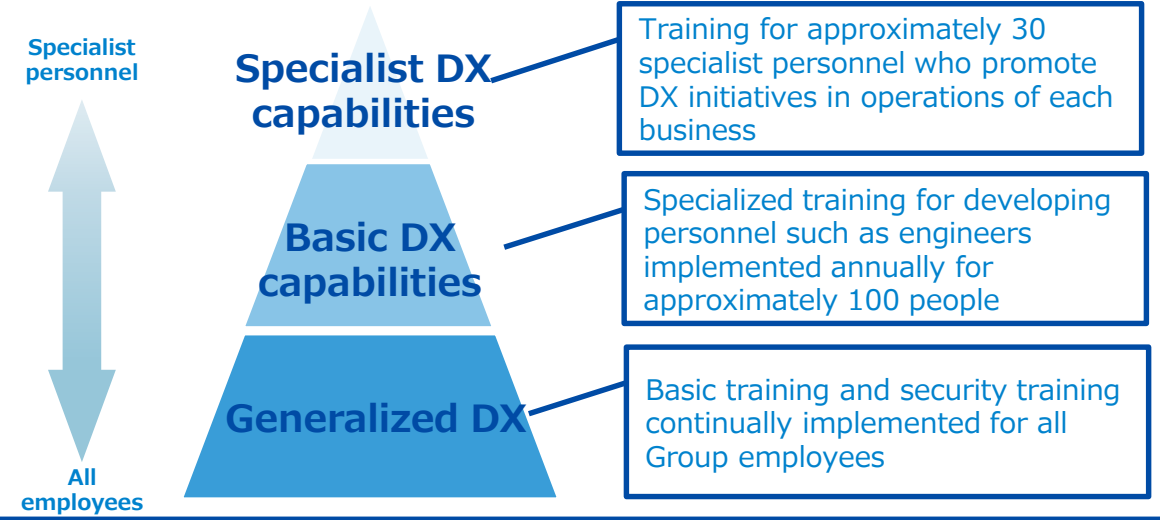 Specialist
personnel
Specialist DX
capabilities
Training for approximately 30
specialist personnel who promote
DX initiatives in operations of each
business
Basic DX
capabilities
Specialized training for developing
personnel such as engineers
implemented annually for
approximately 100 people
Generalized DX
Basic training and security training
continually implemented for all
Group employees
All
employees